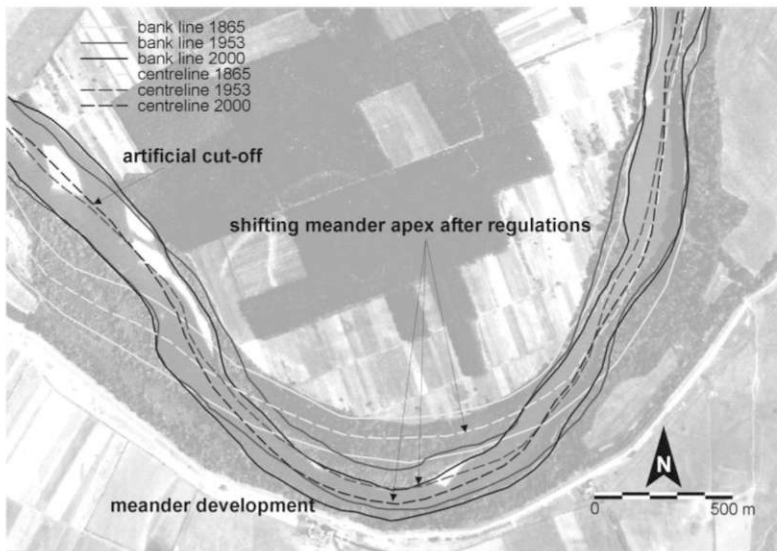 bank line 1865
bank line 1953
bank line 2000
centreline 1865
centreline 1953
centreline 2000
artificial cut-off
shifting meander apex after regulations
meander development
N
0 500 m